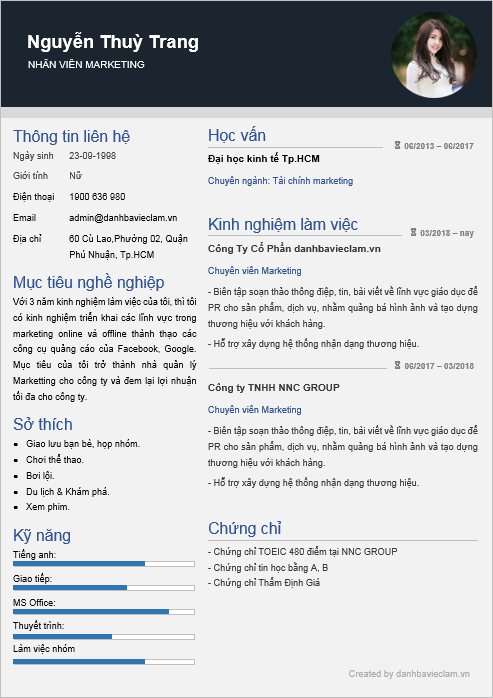 Nguyễn Thuỳ Trang
NHÂN VIÊN MARKETING
Thông tin liên hệ
Ngày sinh 23-09-1998
Giới tính Nữ
Điện thoại 1900 636 980
Email admin@danhbavieclam.vn
Địa chỉ 60 Cù Lao,Phường 02, Quận
Phú Nhuận, Tp.HCM
Mục tiêu nghề nghiệp
Với 3 năm kinh nghiệm làm việc của tôi, thì tôi
có kinh nghiệm triển khai các lĩnh vực trong
marketing online và offline thành thạo các
công cụ quảng cáo của Facebook, Google.
Mục tiêu của tôi trở thành nhà quản lý
Marketting cho công ty và đem lại lợi nhuận
tối đa cho công ty.
Sở thích
Giao lưu bạn bè, họp nhóm.
Chơi thể thao.
Bơi lội.
Du lịch & Khám phá.
Xem phim.
Kỹ năng
Tiếng anh:
Giao tiếp:
MS Office:
Thuyết trình:
Làm việc nhóm
Học vấn
06/2013 – 06/2017
Đại học kinh tế Tp.HCM
Chuyên ngành: Tải chính marketing
Kinh nghiệm làm việc
03/2018 – nay
Công Ty Cổ Phần danhbavieclam.vn
Chuyên viên Marketing
- Biên tập soạn thảo thông điệp, tin, bài viết về lĩnh vực giáo dục để
PR cho sản phẩm, dịch vụ, nhằm quảng bá hình ảnh và tạo dựng
thương hiệu với khách hàng.
- Hỗ trợ xây dựng hệ thống nhận dạng thương hiệu.
06/2017 – 03/2018
Công ty TNHH NNC GROUP
Chuyên viên Marketing
- Biên tập soạn thảo thông điệp, tin, bài viết về lĩnh vực giáo dục để
PR cho sản phẩm, dịch vụ, nhằm quảng bá hình ảnh và tạo dựng
thương hiệu với khách hàng.
- Hỗ trợ xây dựng hệ thống nhận dạng thương hiệu.
Chứng chỉ
- Chứng chỉ TOEIC 480 điểm tại NNC GROUP
- Chứng chỉ tin học bằng A, B
- Chứng chỉ Thẩm Định Giá
Created by danhbavieclam.vn